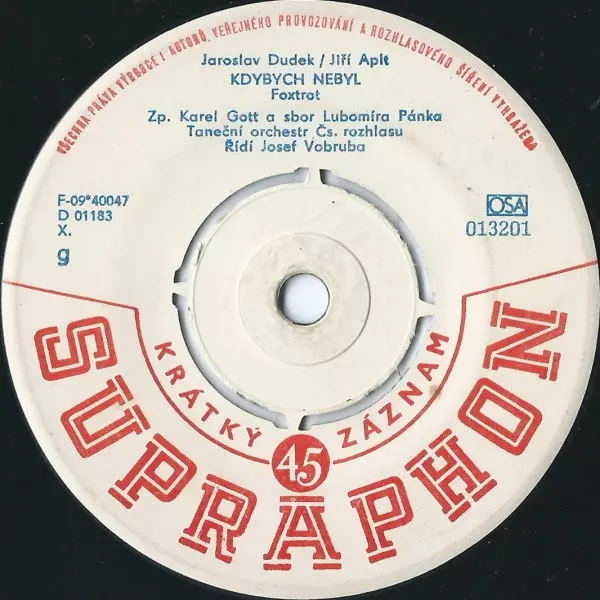 VŠECHNA PRÁVA VÝROBCE I AUTORŮ, VEŘEJNÉHO PROVOZOVÁNÍ A ROZHLASOVÉHO ŠÍŘENÍ VYHRAŽENA
Jaroslav Dudek / Jiří Aplt
KDYBYCH NEBYL
Foxtrot
Zp. Karel Gott a sbor Lubomíra Pánka
Taneční orchestr Čs. rozhlasu
Řídí Josef Vobruba
F-09*40047
D 01183
X.
g
OSA
013201
KRÁTKÝ ZÁZNAM
45
SUPRAPHON